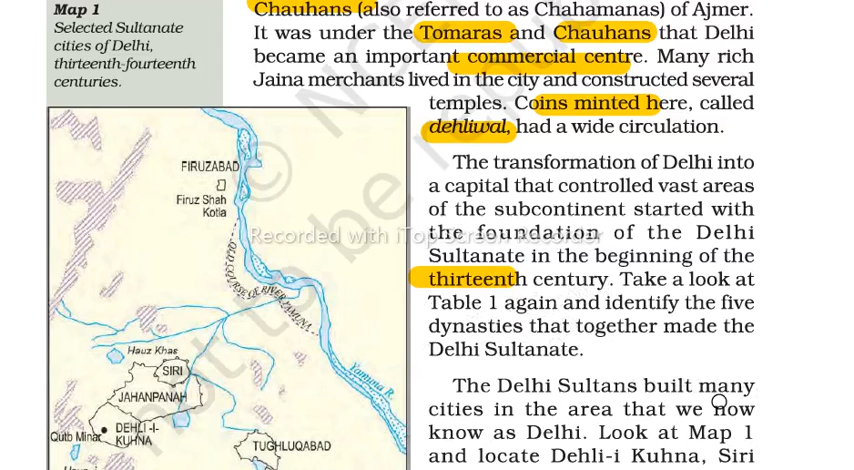 Map 1
Selected Sultanate
cities of Delhi,
thirteenth-fourteenth
centuries.
Chauhans (also referred to as Chahamanas) of Ajmer.
It was under the Tomaras and Chauhans that Delhi
became an important commercial centre. Many rich
Jaina merchants lived in the city and constructed several
temples. Coins minted here, called
dehliwal, had a wide circulation.
The transformation of Delhi into
a capital that controlled vast areas
of the subcontinent started with
the foundation of the Delhi
Sultanate in the beginning of the
thirteenth century. Take a look at
Table 1 again and identify the five
dynasties that together made the
Delhi Sultanate.
The Delhi Sultans built many
cities in the area that we now
know as Delhi. Look at Map 1
and locate Dehli-i Kuhna, Siri
FIRUZABAD
Firuz Shah
Kotla
OLD COURSE OF RIVER YAMUNA
Yamuna R.
Hauz Khas
SIRI
JAHANPANAH
DEHLI-I-
KUHNA
Qutb Minar
TUGHLUQABAD
Recorded with iTop Screen Recorder
not to be